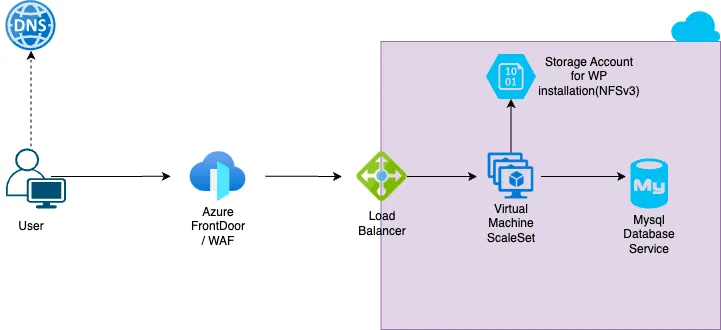 DNS
Storage Account
for WP
installation(NFSv3)
10
01
User
Azure
FrontDoor
/ WAF
Load
Balancer
Virtual
Machine
ScaleSet
My
Mysql
Database
Service